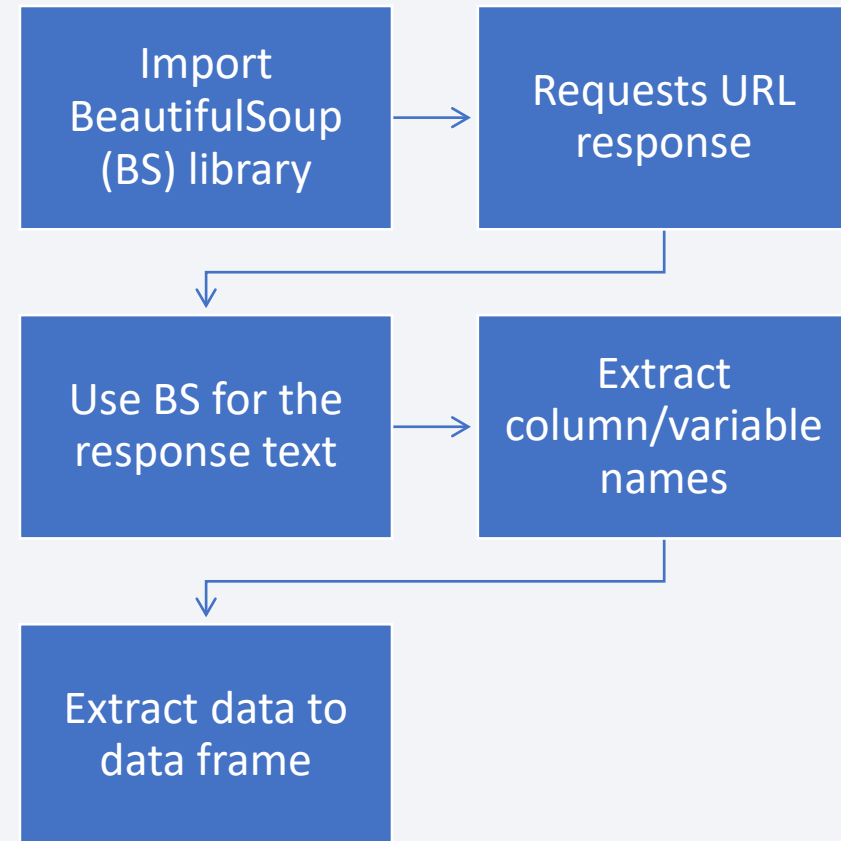 Import
BeautifulSoup
(BS) library
Requests URL
response
Use BS for the
response text
Extract
column/variable
names
Extract data to
data frame